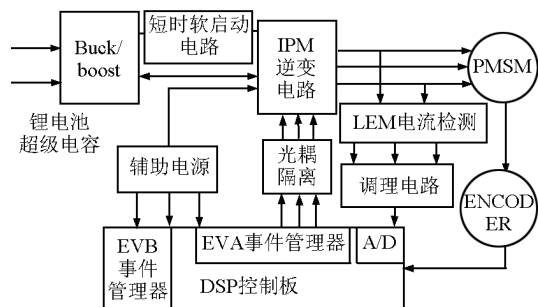 短时软启动
电路
Buck/
boost
IPM
逆变
电路
PMSM
锂电池
超级电容
LEM电流检测
辅助电源
光耦
隔离
调理电路
ENCOD
ER
EVB
事件
管理器
EVA事件管理器
A/D
DSP控制板